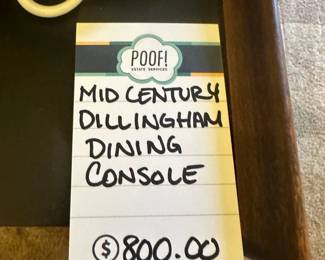 POOF!
ESTATE SERVICES
MID CENTURY
DILLINGHAM
DINING
CONSOLE
$800.00